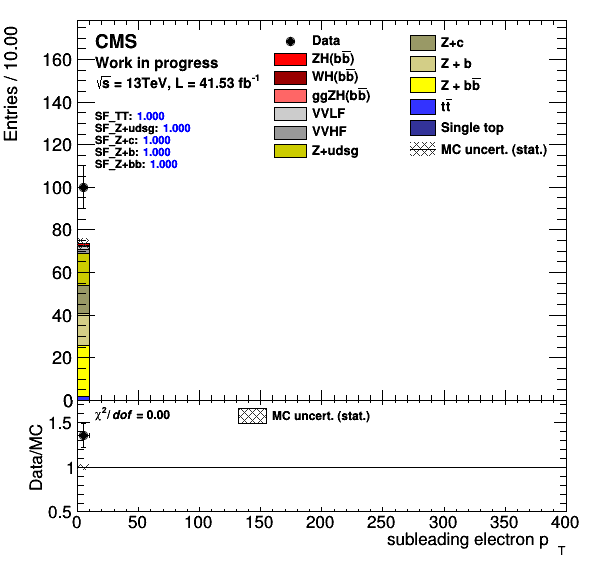 CMS
Work in progress
√s = 13TeV, L = 41.53 fb⁻¹
SF_TT: 1.000
SF_Z+udsg: 1.000
SF_Z+c: 1.000
SF_Z+b: 1.000
SF_Z+bb: 1.000
Data
ZH(bb̅)
WH(bb̅)
ggZH(bb̅)
VVLF
VVHF
Z+udsg
Z+c
Z + b
Z + bb̅
tt̅
Single top
MC uncert. (stat.)
Entries / 10.00
160
140
120
100
80
60
40
20
0
χ²/dof = 0.00
MC uncert. (stat.)
Data/MC
1.5
1
0.5
0 50 100 150 200 250 300 350 400
subleading electron p_T